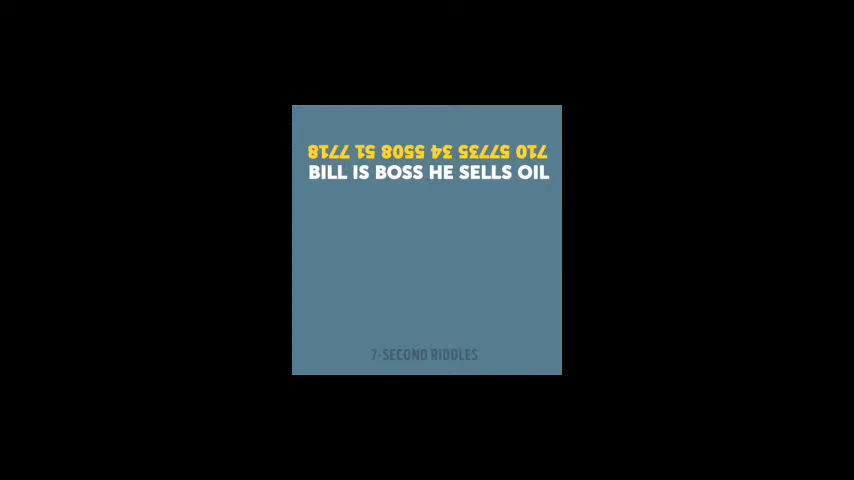 710 57735 34 5508 51 7718
BILL IS BOSS HE SELLS OIL
7-SECOND RIDDLES